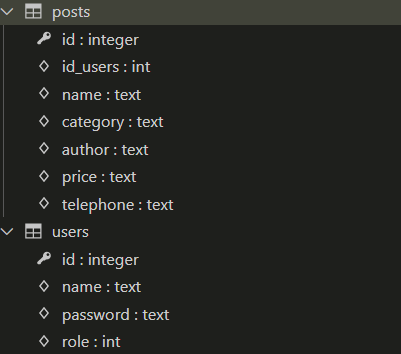 posts
id : integer
id_users : int
name : text
category : text
author : text
price : text
telephone : text
users
id : integer
name : text
password : text
role : int